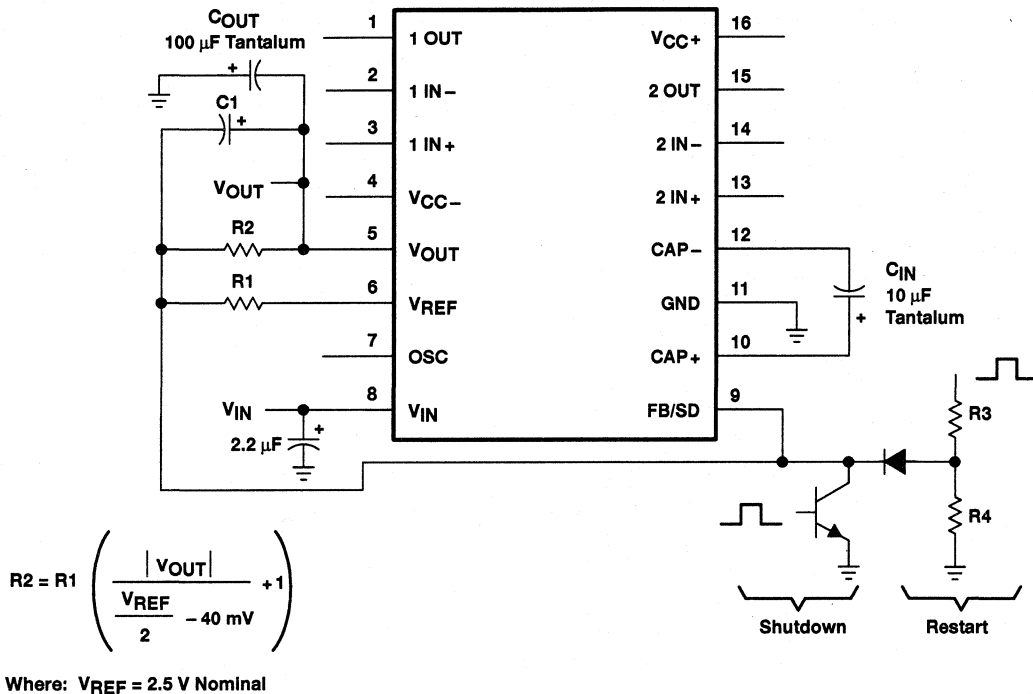 COUT
100 µF Tantalum
+
C1
+
VOUT
R2
R1
VIN
2.2 µF
+
1
1 OUT
2
1 IN–
3
1 IN+
4
VCC–
5
VOUT
6
VREF
7
OSC
8
VIN
16
VCC+
15
2 OUT
14
2 IN–
13
2 IN+
12
CAP–
11
GND
10
CAP+
9
FB/SD
CIN
10 µF
Tantalum
+
R3
R4
Shutdown
Restart
R2 = R1 ( |VOUT| / (VREF / 2 – 40 mV) + 1 )
Where: VREF = 2.5 V Nominal